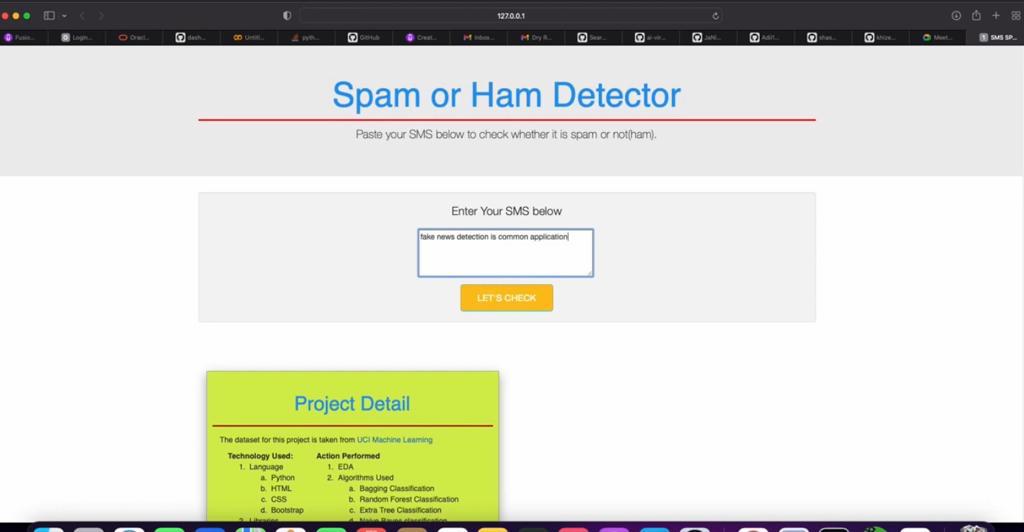 127.0.0.1
Fusio... Login... Oracl... dash... Untitl... pyth... GitHub Creat... Inbox... Dry R... Sear... ai-vir... JaNi... Adi1... shas... khize... Meet... SMS SP...
Spam or Ham Detector
Paste your SMS below to check whether it is spam or not(ham).
Enter Your SMS below
fake news detection is common application
LET'S CHECK
Project Detail
The dataset for this project is taken from UCI Machine Learning
Technology Used: Action Performed
1. Language 1. EDA
a. Python 2. Algorithms Used
b. HTML a. Bagging Classification
c. CSS b. Random Forest Classification
d. Bootstrap c. Extra Tree Classification
2. Libraries d. Naive Bayes classification